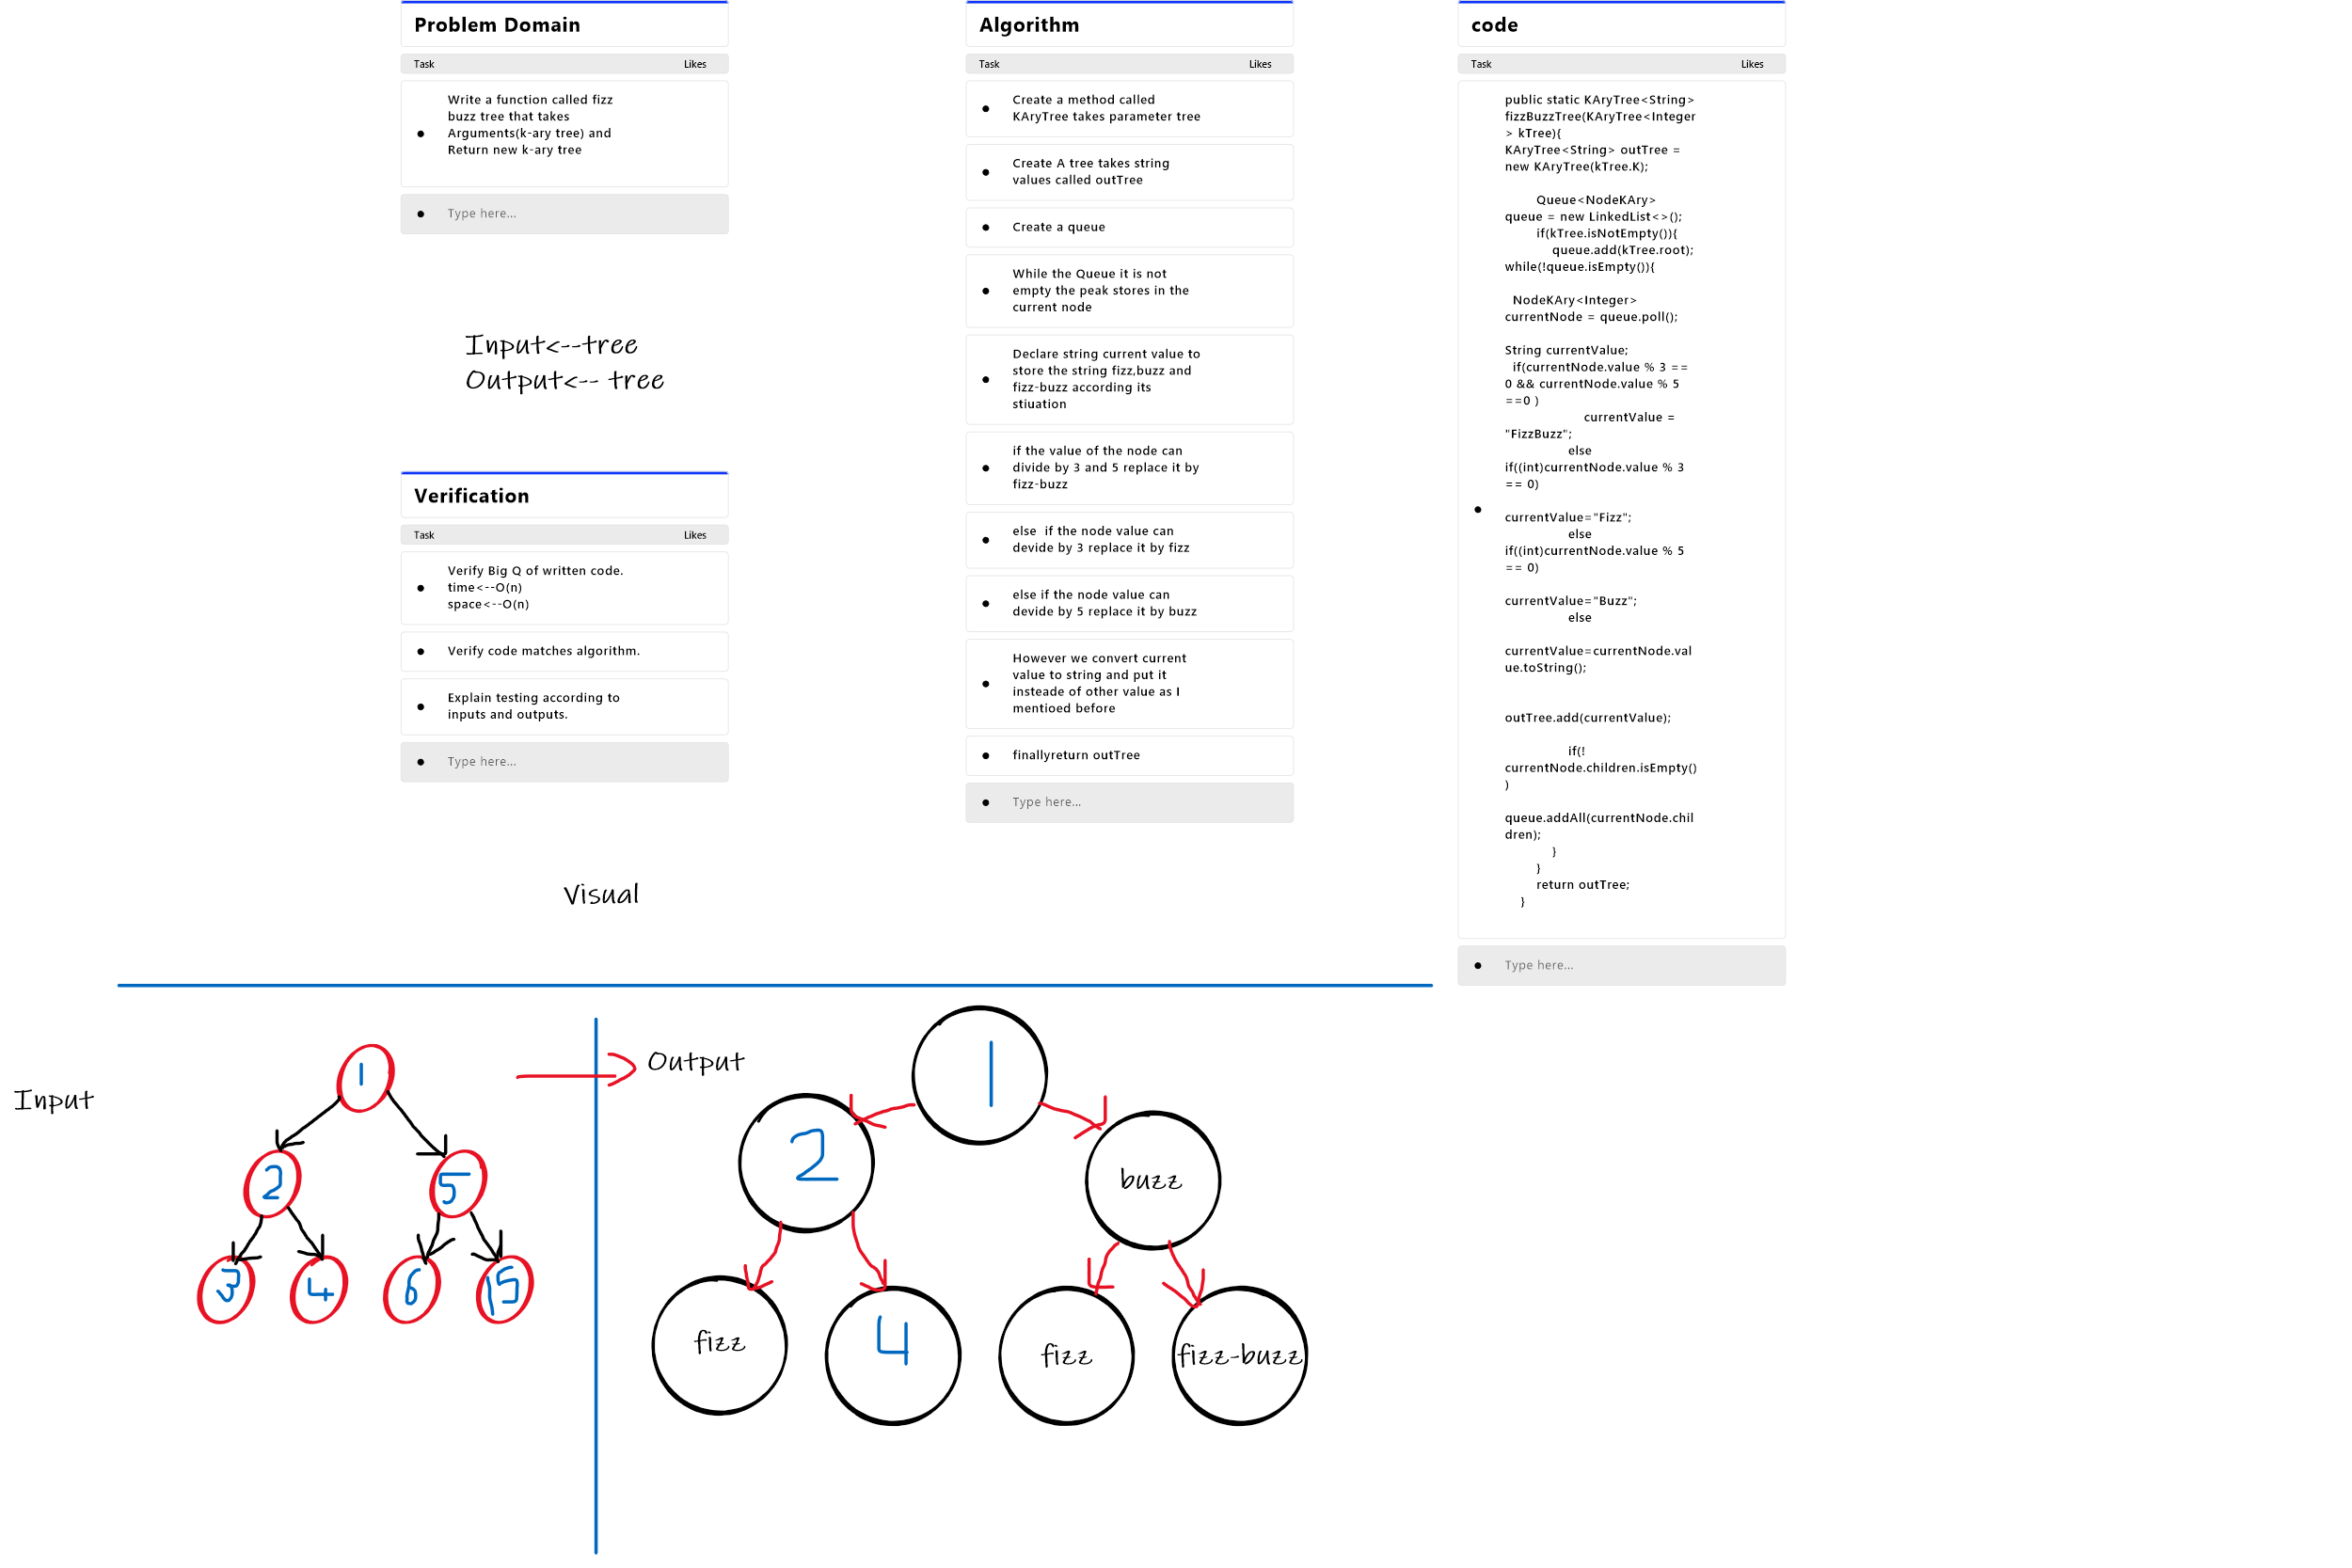 Problem Domain
Task Likes
Write a function called fizz
buzz tree that takes
Arguments(k-ary tree) and
Return new k-ary tree
Type here...
Input<--tree
Output<-- tree
Verification
Task Likes
Verify Big Q of written code.
time<--O(n)
space<--O(n)
Verify code matches algorithm.
Explain testing according to
inputs and outputs.
Type here...
Algorithm
Task Likes
Create a method called
KAryTree takes parameter tree
Create A tree takes string
values called outTree
Create a queue
While the Queue it is not
empty the peak stores in the
current node
Declare string current value to
store the string fizz,buzz and
fizz-buzz according its
stiuation
if the value of the node can
divide by 3 and 5 replace it by
fizz-buzz
else  if the node value can
devide by 3 replace it by fizz
else if the node value can
devide by 5 replace it by buzz
However we convert current
value to string and put it
insteade of other value as I
mentioed before
finallyreturn outTree
Type here...
code
Task Likes
public static KAryTree<String>
fizzBuzzTree(KAryTree<Integer
> kTree){
KAryTree<String> outTree =
new KAryTree(kTree.K);
Queue<NodeKAry>
queue = new LinkedList<>();
if(kTree.isNotEmpty()){
queue.add(kTree.root);
while(!queue.isEmpty()){
NodeKAry<Integer>
currentNode = queue.poll();
String currentValue;
if(currentNode.value % 3 ==
0 && currentNode.value % 5
==0 )
currentValue =
"FizzBuzz";
else
if((int)currentNode.value % 3
== 0)
currentValue="Fizz";
else
if((int)currentNode.value % 5
== 0)
currentValue="Buzz";
else
currentValue=currentNode.val
ue.toString();
outTree.add(currentValue);
if(!
currentNode.children.isEmpty()
)
queue.addAll(currentNode.chil
dren);
}
}
return outTree;
}
Type here...
Visual
Input
1
2 5
3 4 6 15
Output
1
2 buzz
fizz 4 fizz fizz-buzz